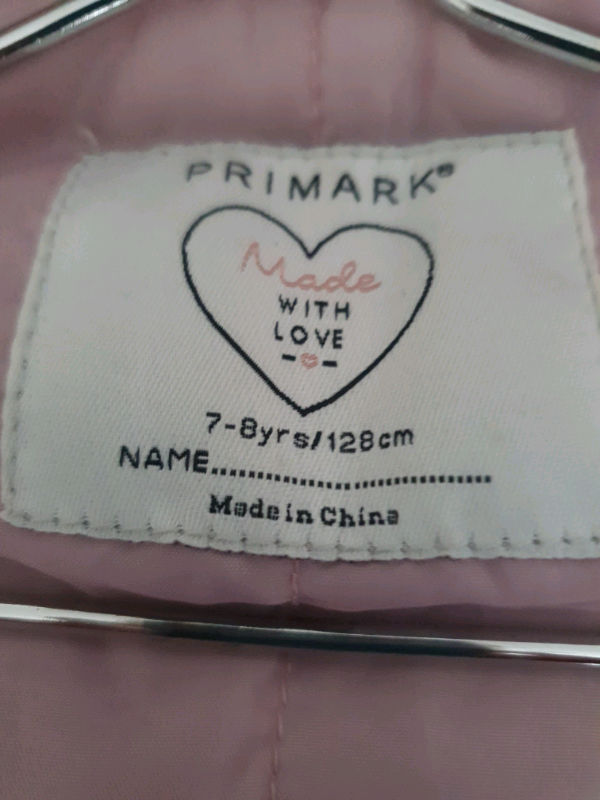 PRIMARK®
Made
WITH
LOVE
7-8yrs/128cm
NAME..............................
Made in China